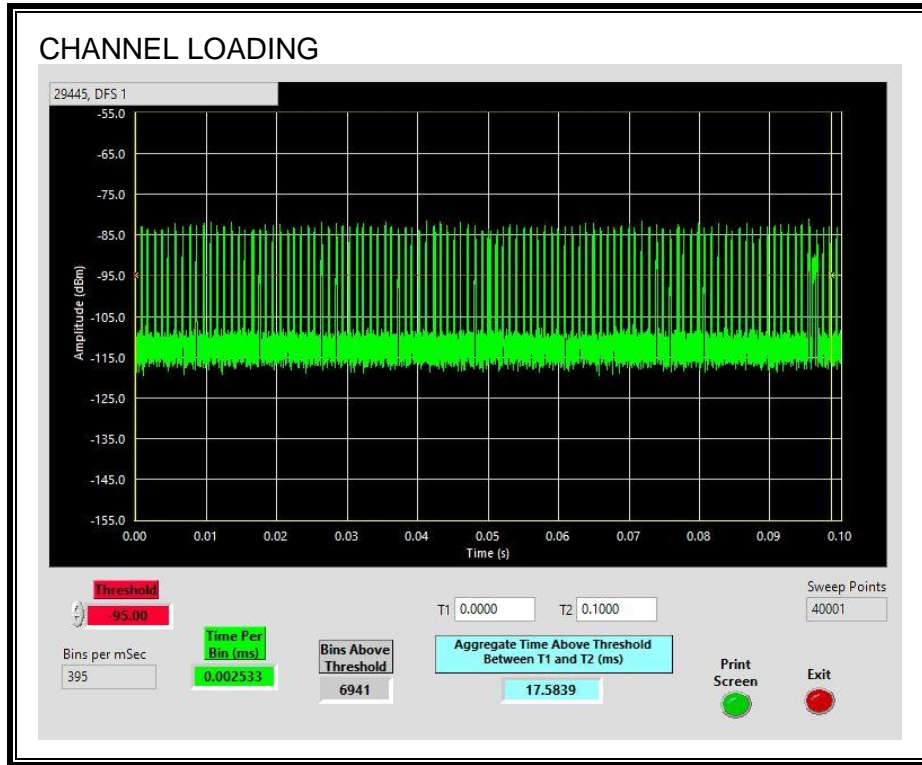 CHANNEL LOADING
29445, DFS 1
-55.0
-65.0
-75.0
-85.0
-95.0
-105.0
-115.0
-125.0
-135.0
-145.0
-155.0
Amplitude (dBm)
0.00 0.01 0.02 0.03 0.04 0.05 0.06 0.07 0.08 0.09 0.10
Time (s)
Threshold
-95.00
Bins per mSec
395
Time Per
Bin (ms)
0.002533
Bins Above
Threshold
6941
T1 0.0000 T2 0.1000
Aggregate Time Above Threshold
Between T1 and T2 (ms)
17.5839
Sweep Points
40001
Print
Screen
Exit